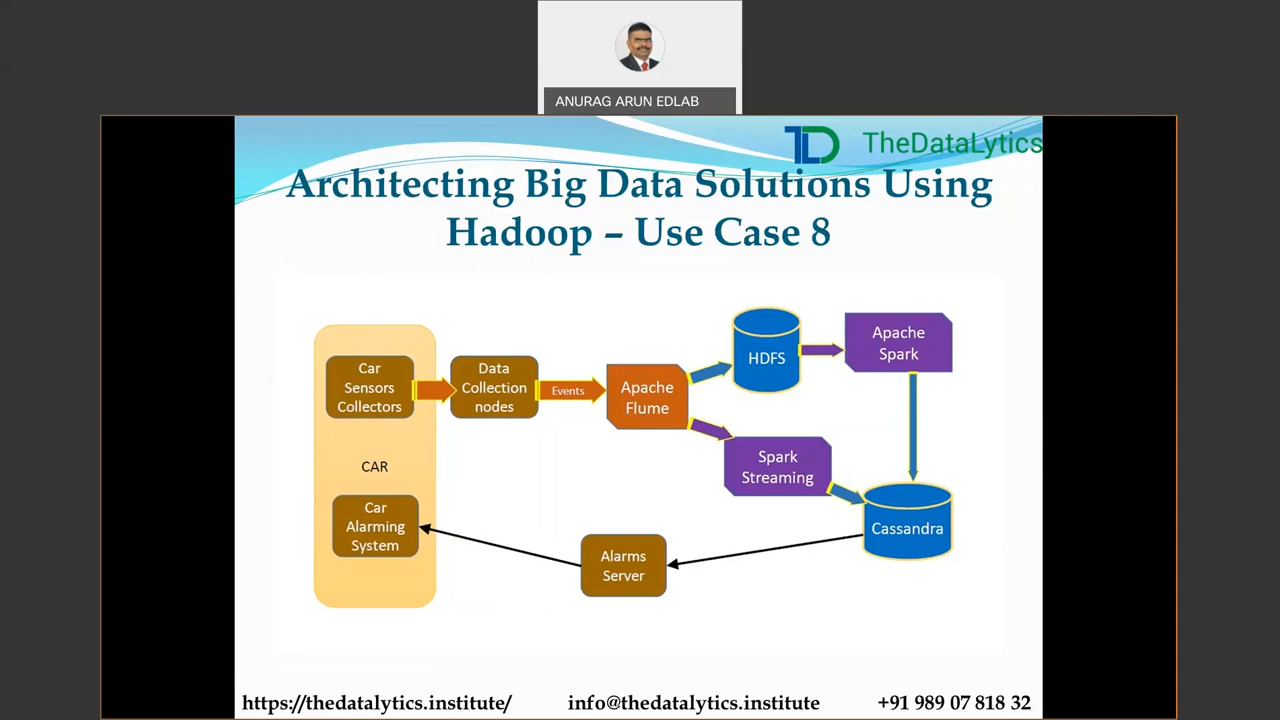 ANURAG ARUN EDLAB
TheDataLytics
Architecting Big Data Solutions Using
Hadoop – Use Case 8
Car
Sensors
Collectors
Data
Collection
nodes
Events
Apache
Flume
HDFS
Apache
Spark
Spark
Streaming
CAR
Car
Alarming
System
Alarms
Server
Cassandra
https://thedatalytics.institute/
info@thedatalytics.institute
+91 989 07 818 32